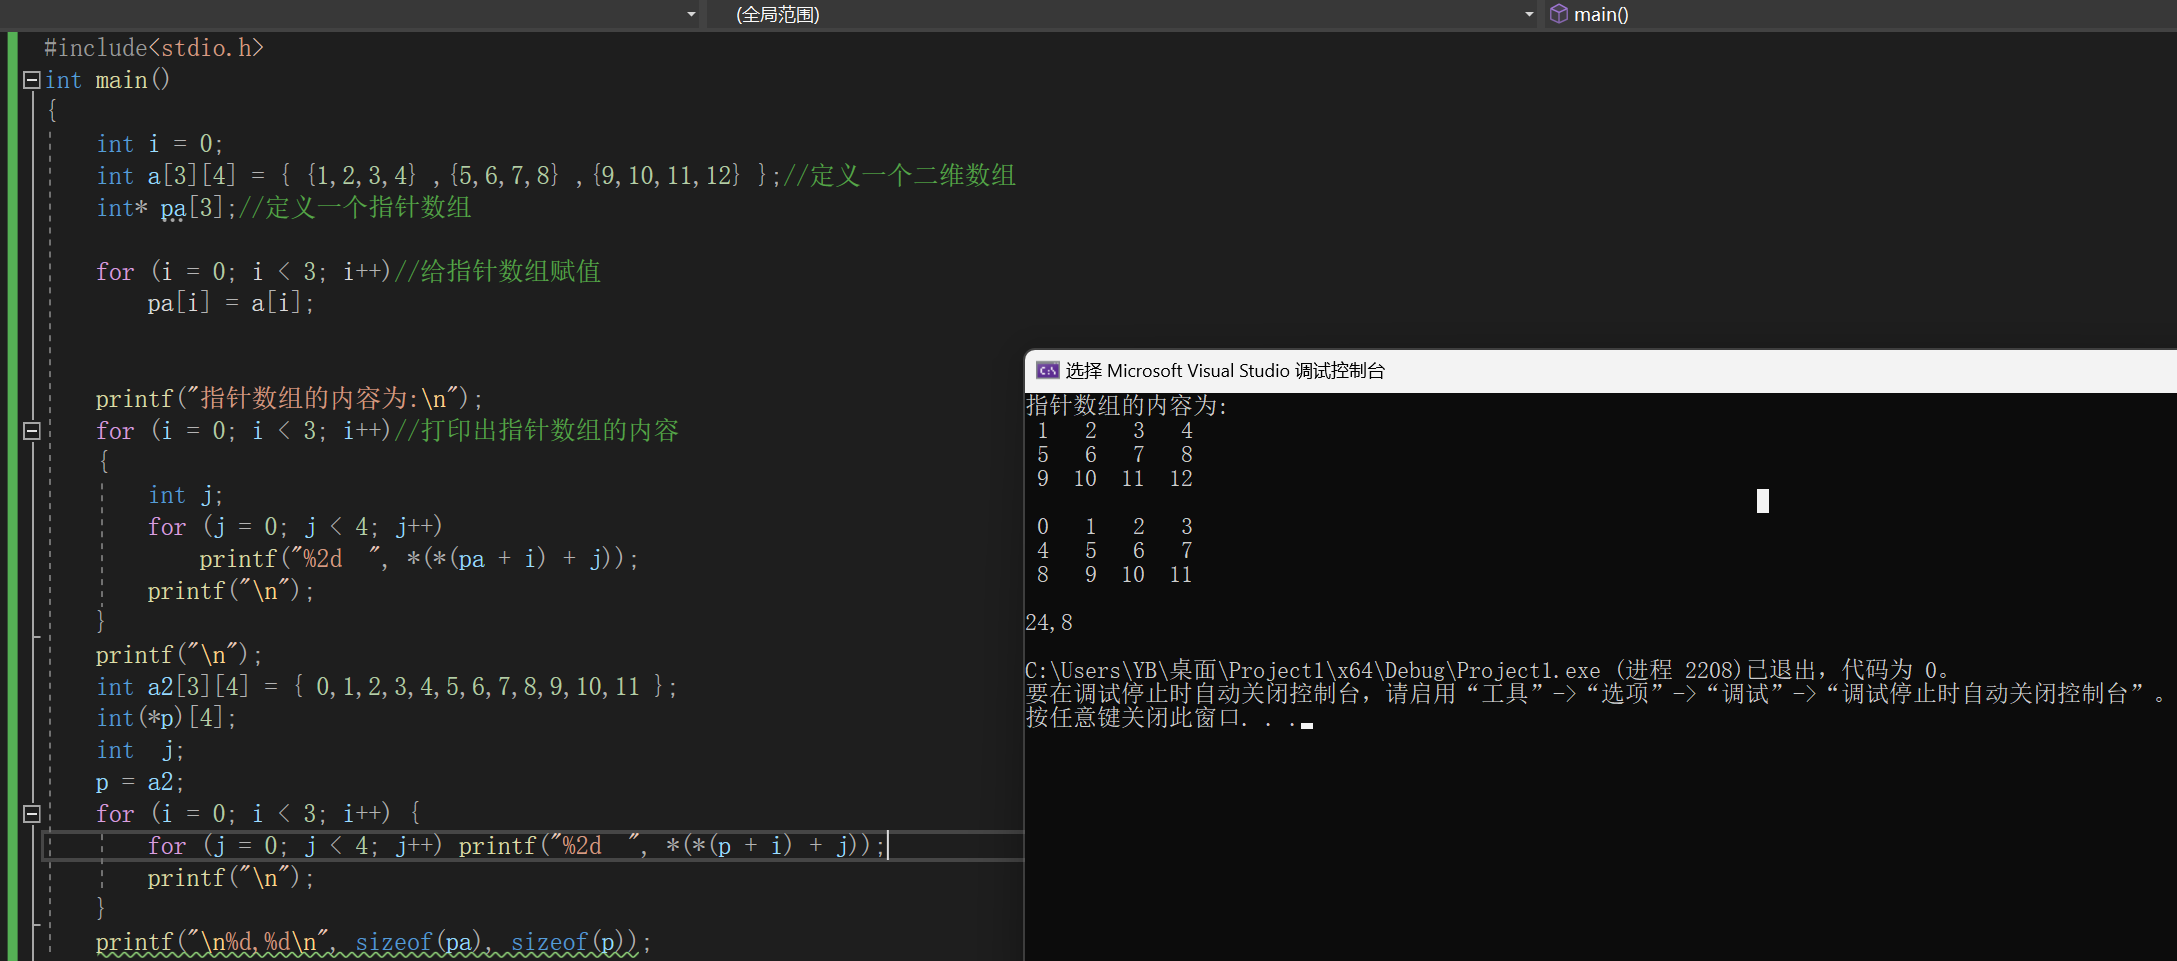 (全局范围) main()
#include<stdio.h>
int main()
{
int i = 0;
int a[3][4] = { {1,2,3,4} ,{5,6,7,8} ,{9,10,11,12} };//定义一个二维数组
int* pa[3];//定义一个指针数组
for (i = 0; i < 3; i++)//给指针数组赋值
pa[i] = a[i];
printf("指针数组的内容为:\n");
for (i = 0; i < 3; i++)//打印出指针数组的内容
{
int j;
for (j = 0; j < 4; j++)
printf("%2d  ", *(*(pa + i) + j));
printf("\n");
}
printf("\n");
int a2[3][4] = { 0,1,2,3,4,5,6,7,8,9,10,11 };
int(*p)[4];
int  j;
p = a2;
for (i = 0; i < 3; i++) {
for (j = 0; j < 4; j++) printf("%2d  ", *(*(p + i) + j));
printf("\n");
}
printf("\n%d,%d\n", sizeof(pa), sizeof(p));
C:\ 选择 Microsoft Visual Studio 调试控制台
指针数组的内容为:
1   2   3   4
5   6   7   8
9  10  11  12
0   1   2   3
4   5   6   7
8   9  10  11
24,8
C:\Users\YB\桌面\Project1\x64\Debug\Project1.exe (进程 2208)已退出，代码为 0。
要在调试停止时自动关闭控制台，请启用“工具”->“选项”->“调试”->“调试停止时自动关闭控制台”。
按任意键关闭此窗口. . .